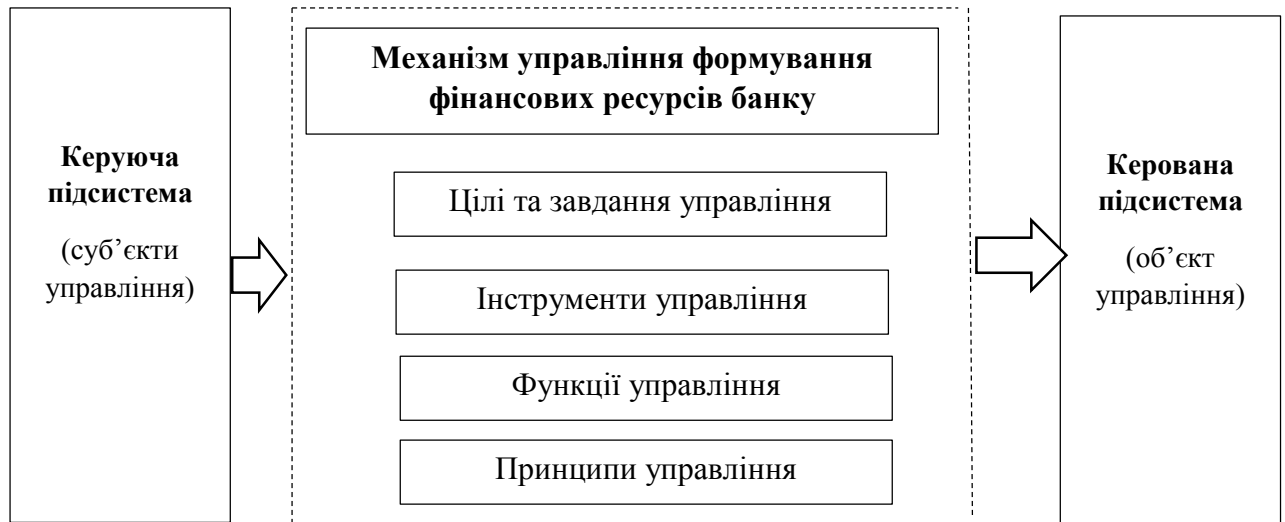 Керуюча
підсистема
(суб’єкти
управління)
Механізм управління формування
фінансових ресурсів банку
Цілі та завдання управління
Інструменти управління
Функції управління
Принципи управління
Керована
підсистема
(об’єкт
управління)